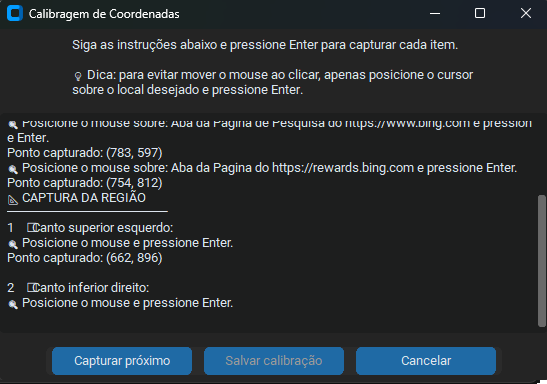 Calibragem de Coordenadas
Siga as instruções abaixo e pressione Enter para capturar cada item.
💡 Dica: para evitar mover o mouse ao clicar, apenas posicione o cursor
sobre o local desejado e pressione Enter.
🔍 Posicione o mouse sobre: Aba da Pagina de Pesquisa do https://www.bing.com e pression
e Enter.
Ponto capturado: (783, 597)
🔍 Posicione o mouse sobre: Aba da Pagina do https://rewards.bing.com e pressione Enter.
Ponto capturado: (754, 812)
📐 CAPTURA DA REGIÃO
1 Canto superior esquerdo:
🔍 Posicione o mouse e pressione Enter.
Ponto capturado: (662, 896)
2 Canto inferior direito:
🔍 Posicione o mouse e pressione Enter.
Capturar próximo
Salvar calibração
Cancelar